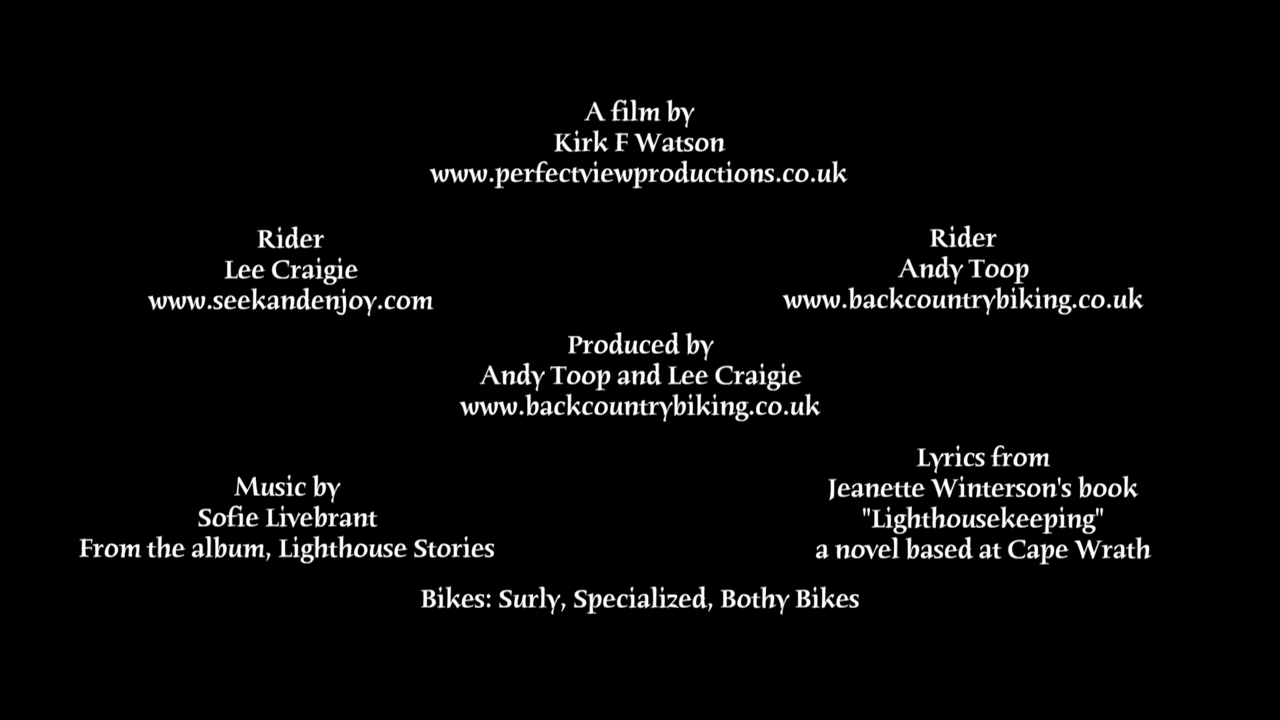 A film by
Kirk F Watson
www.perfectviewproductions.co.uk
Rider
Lee Craigie
www.seekandenjoy.com
Rider
Andy Toop
www.backcountrybiking.co.uk
Produced by
Andy Toop and Lee Craigie
www.backcountrybiking.co.uk
Music by
Sofie Livebrant
From the album, Lighthouse Stories
Lyrics from
Jeanette Winterson's book
"Lighthousekeeping"
a novel based at Cape Wrath
Bikes: Surly, Specialized, Bothy Bikes